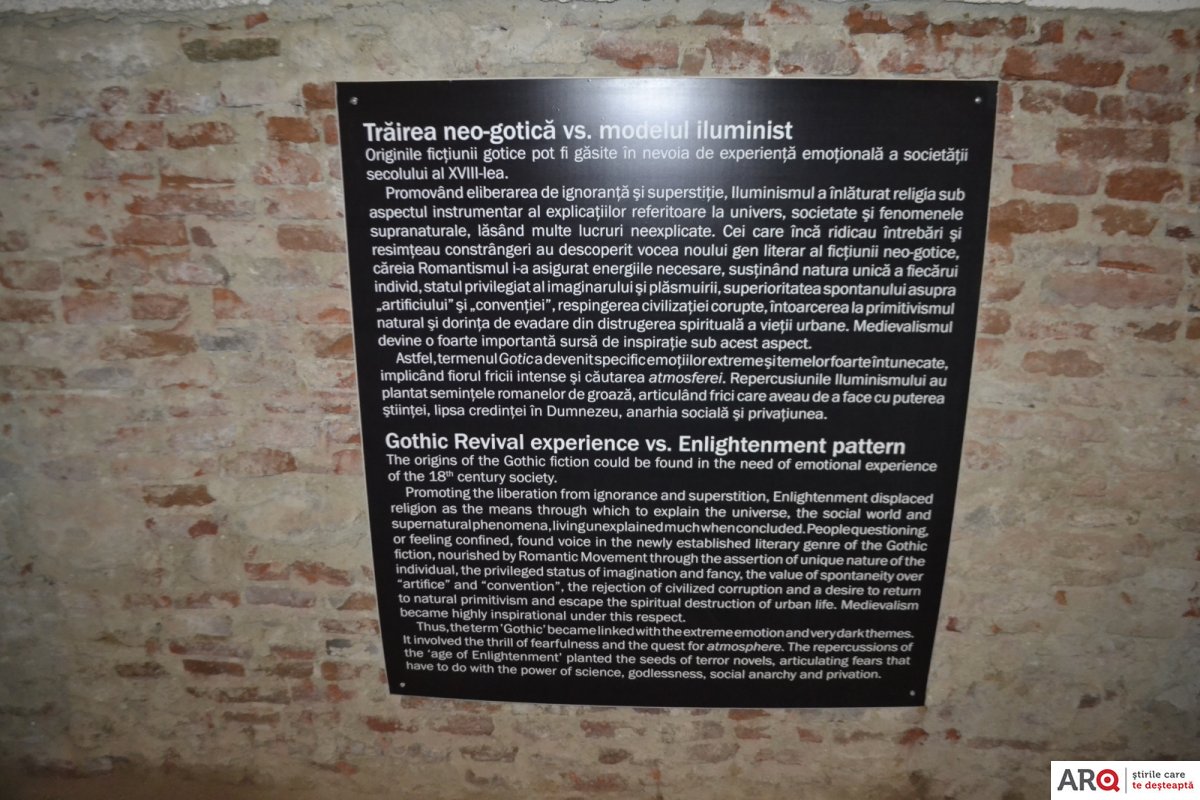 Trăirea neo-gotică vs. modelul iluminist
Originile ficțiunii gotice pot fi găsite în nevoia de experiență emoțională a societății
secolului al XVIII-lea.
Promovând eliberarea de ignoranță și superstiție, Iluminismul a înlăturat religia sub
aspectul instrumentar al explicațiilor referitoare la univers, societate și fenomenele
supranaturale, lăsând multe lucruri neexplicate. Cei care încă ridicau întrebări și
resimțeau constrângeri au descoperit vocea noului gen literar al ficțiunii neo-gotice,
căreia Romantismul i-a asigurat energiile necesare, susținând natura unică a fiecărui
individ, statul privilegiat al imaginarului și plăsmuirii, superioritatea spontanului asupra
„artificiului” și „convenției”, respingerea civilizației corupte, întoarcerea la primitivismul
natural și dorința de evadare din distrugerea spirituală a vieții urbane. Medievalismul
devine o foarte importantă sursă de inspirație sub acest aspect.
Astfel, termenul Gotic a devenit specific emoțiilor extreme și temelor foarte întunecate,
implicând fiorul fricii intense și căutarea atmosferei. Repercusiunile Iluminismului au
plantat semințele romanelor de groază, articulând frici care aveau de a face cu puterea
științei, lipsa credinței în Dumnezeu, anarhia socială și privațiunea.
Gothic Revival experience vs. Enlightenment pattern
The origins of the Gothic fiction could be found in the need of emotional experience
of the 18th century society.
Promoting the liberation from ignorance and superstition, Enlightenment displaced
religion as the means through which to explain the universe, the social world and
supernatural phenomena, living unexplained much when concluded. People questioning,
or feeling confined, found voice in the newly established literary genre of the Gothic
fiction, nourished by Romantic Movement through the assertion of unique nature of the
individual, the privileged status of imagination and fancy, the value of spontaneity over
“artifice” and “convention”, the rejection of civilized corruption and a desire to return
to natural primitivism and escape the spiritual destruction of urban life. Medievalism
became highly inspirational under this respect.
Thus, the term ‘Gothic’ became linked with the extreme emotion and very dark themes.
It involved the thrill of fearfulness and the quest for atmosphere. The repercussions of
the ‘age of Enlightenment’ planted the seeds of terror novels, articulating fears that
have to do with the power of science, godlessness, social anarchy and privation.
ARQ știrile care
te deșteaptă